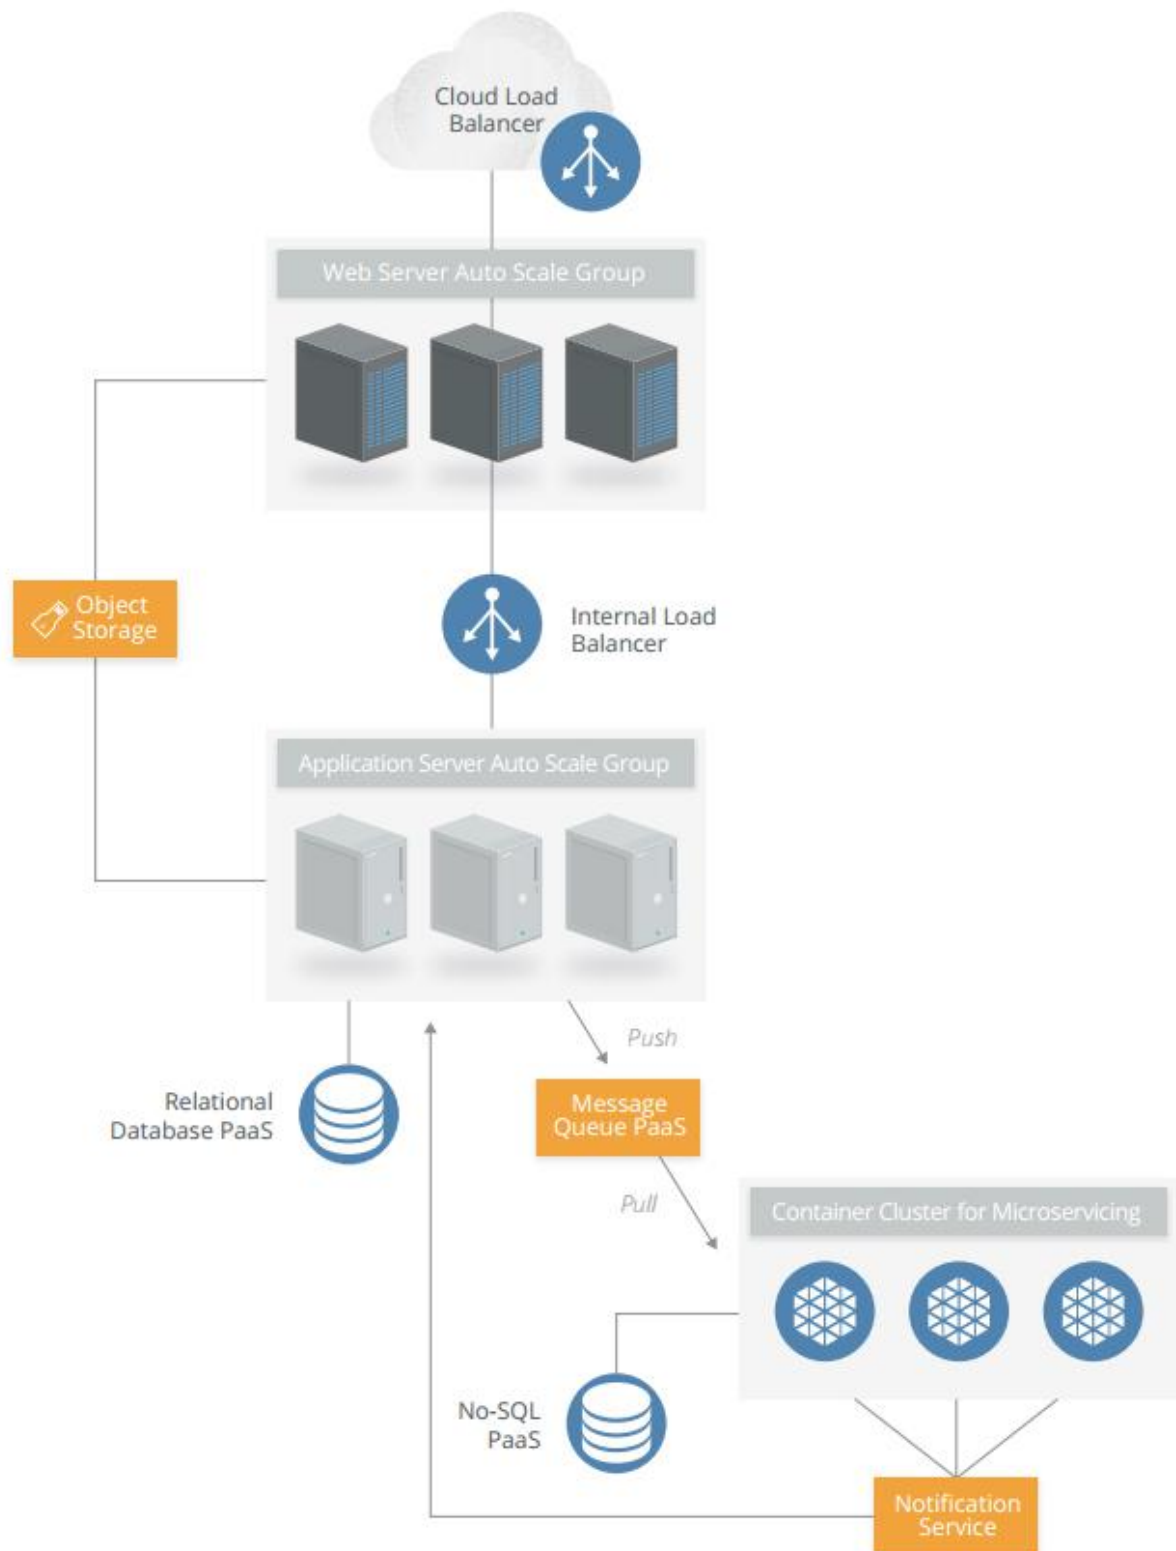 Cloud Load
Balancer
Web Server Auto Scale Group
Object
Storage
Internal Load
Balancer
Application Server Auto Scale Group
Push
Relational
Database PaaS
Message
Queue PaaS
Pull
Container Cluster for Microservicing
No-SQL
PaaS
Notification
Service